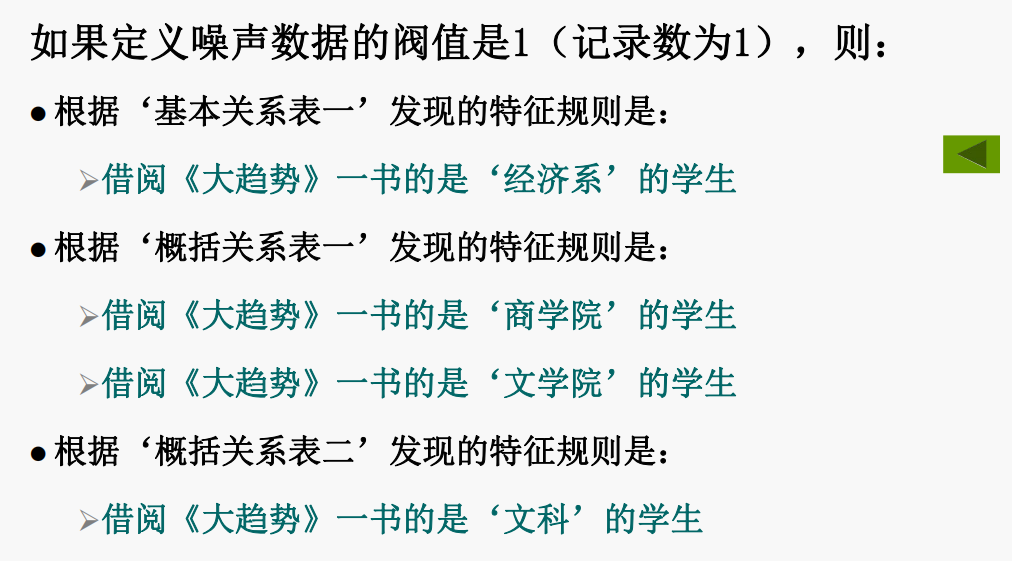 如果定义噪声数据的阀值是1（记录数为1），则：
●根据‘基本关系表一’发现的特征规则是：
➢借阅《大趋势》一书的是‘经济系’的学生
●根据‘概括关系表一’发现的特征规则是：
➢借阅《大趋势》一书的是‘商学院’的学生
➢借阅《大趋势》一书的是‘文学院’的学生
●根据‘概括关系表二’发现的特征规则是：
➢借阅《大趋势》一书的是‘文科’的学生